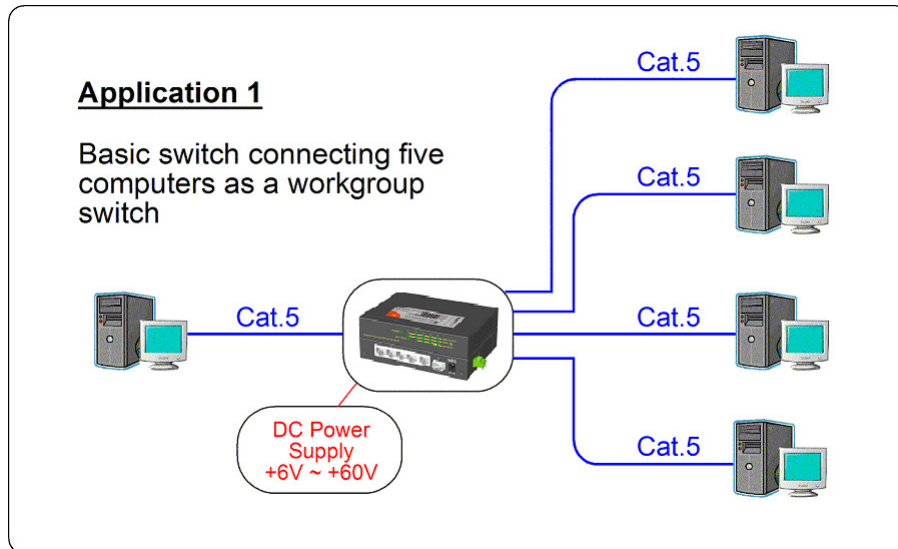 Application 1
Basic switch connecting five
computers as a workgroup
switch
Cat.5
Cat.5
Cat.5
Cat.5
Cat.5
DC Power
Supply
+6V ~ +60V